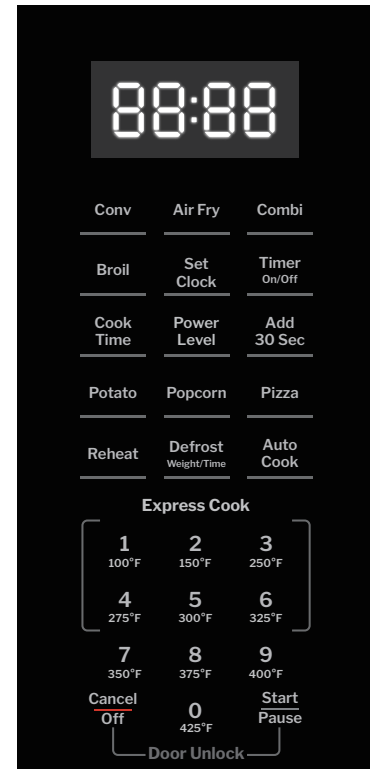 88:88
Conv Air Fry Combi
Broil Set Clock Timer On/Off
Cook Time Power Level Add 30 Sec
Potato Popcorn Pizza
Reheat Defrost Weight/Time Auto Cook
Express Cook
1 2 3
100°F 150°F 250°F
4 5 6
275°F 300°F 325°F
7 8 9
350°F 375°F 400°F
Cancel Off 0 425°F Start Pause
Door Unlock